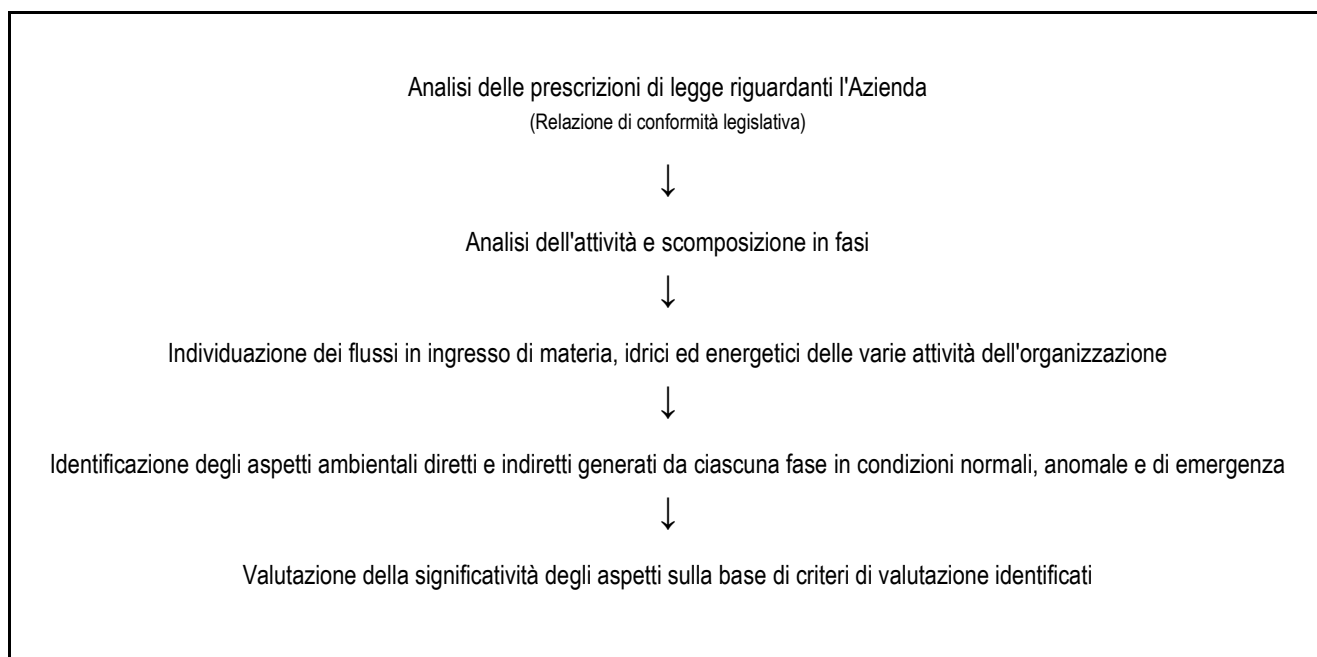 Analisi delle prescrizioni di legge riguardanti l'Azienda
(Relazione di conformità legislativa)
↓
Analisi dell'attività e scomposizione in fasi
↓
Individuazione dei flussi in ingresso di materia, idrici ed energetici delle varie attività dell'organizzazione
↓
Identificazione degli aspetti ambientali diretti e indiretti generati da ciascuna fase in condizioni normali, anomale e di emergenza
↓
Valutazione della significatività degli aspetti sulla base di criteri di valutazione identificati